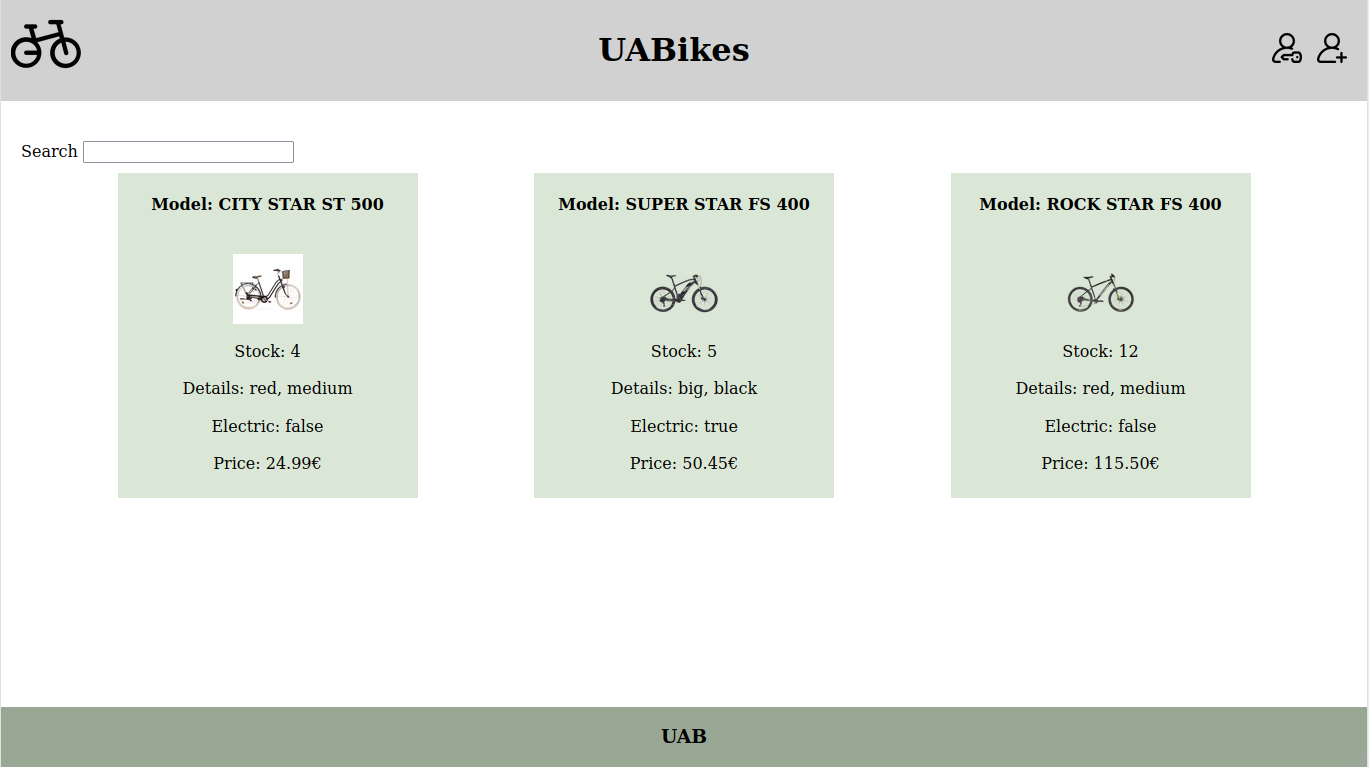 UABikes
Search
Model: CITY STAR ST 500
Stock: 4
Details: red, medium
Electric: false
Price: 24.99€
Model: SUPER STAR FS 400
Stock: 5
Details: big, black
Electric: true
Price: 50.45€
Model: ROCK STAR FS 400
Stock: 12
Details: red, medium
Electric: false
Price: 115.50€
UAB